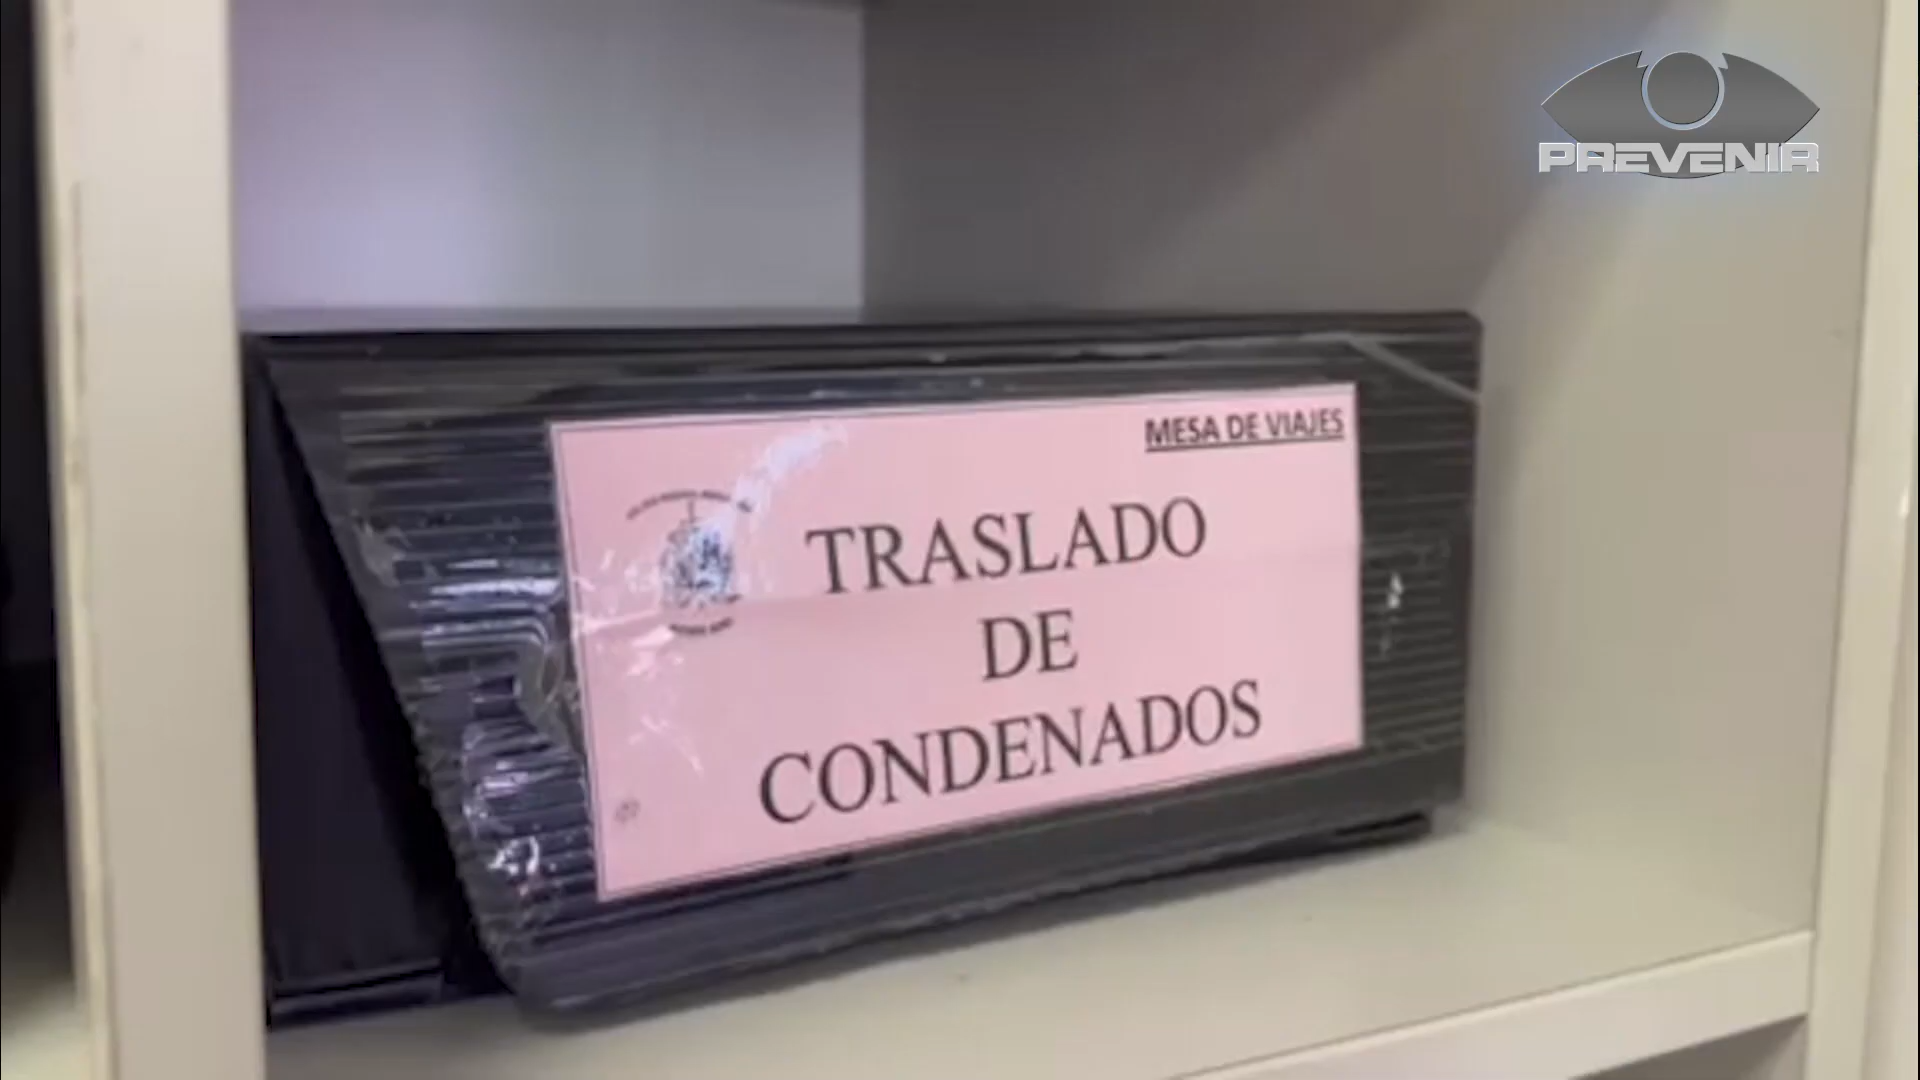 PREVENIR
MESA DE VIAJES
TRASLADO
DE
CONDENADOS